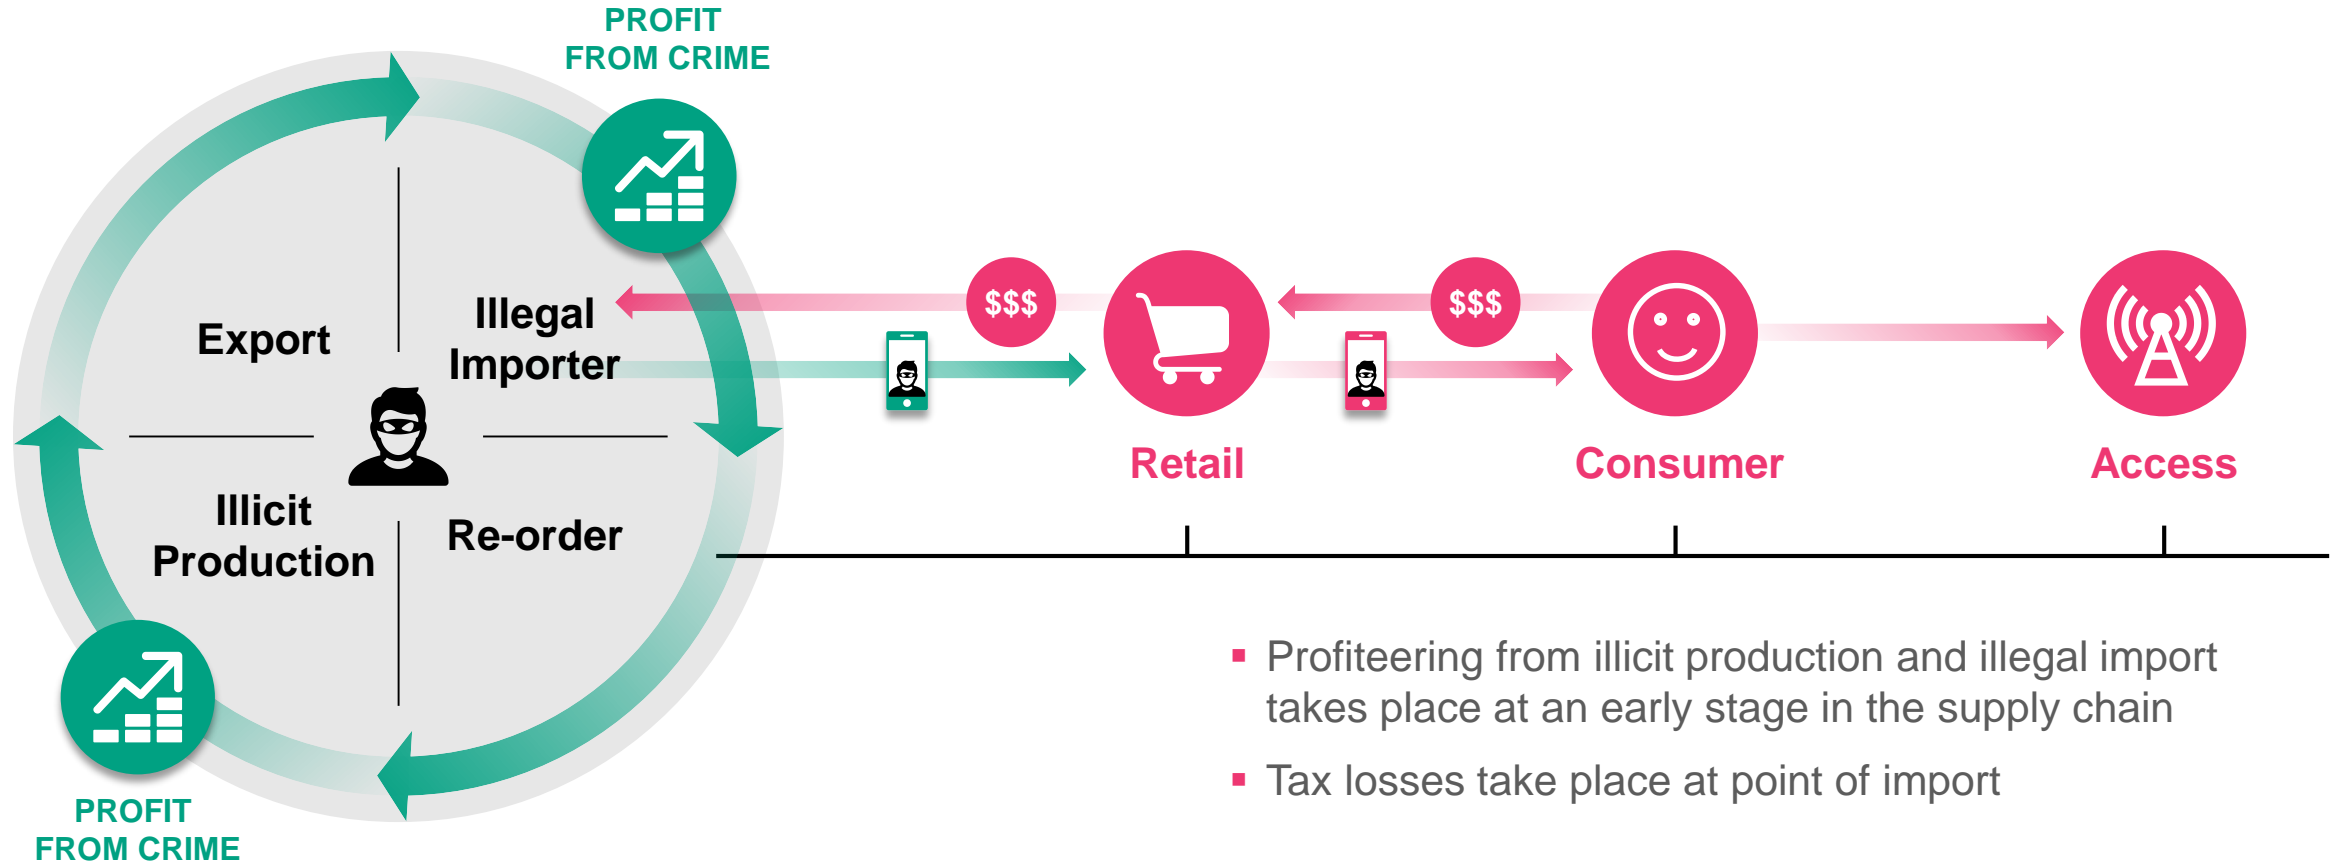 PROFIT
FROM CRIME
Export
Illegal
Importer
Illicit
Production
Re-order
PROFIT
FROM CRIME
$$$
$$$
Retail
Consumer
Access
▪ Profiteering from illicit production and illegal import
takes place at an early stage in the supply chain
▪ Tax losses take place at point of import